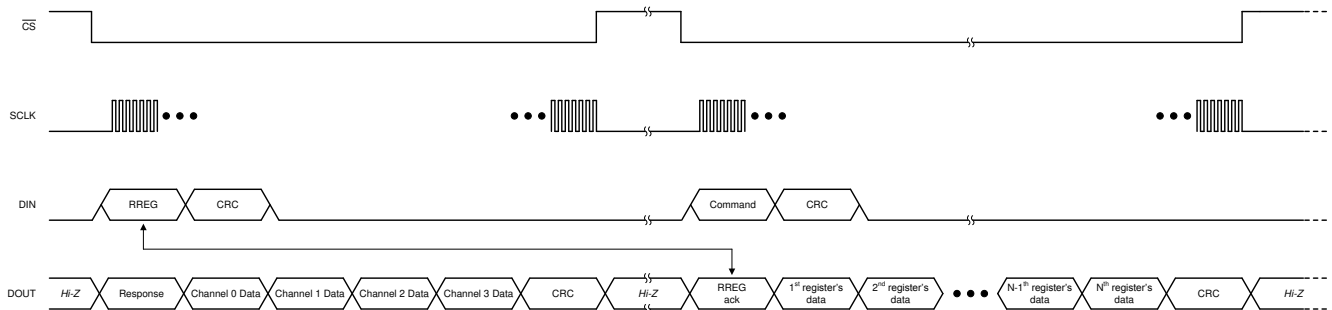 CS
SCLK
DIN
RREG
CRC
Command
CRC
DOUT
Hi-Z
Response
Channel 0 Data
Channel 1 Data
Channel 2 Data
Channel 3 Data
CRC
Hi-Z
RREG
ack
1st register's
data
2nd register's
data
N-1th register's
data
Nth register's
data
CRC
Hi-Z